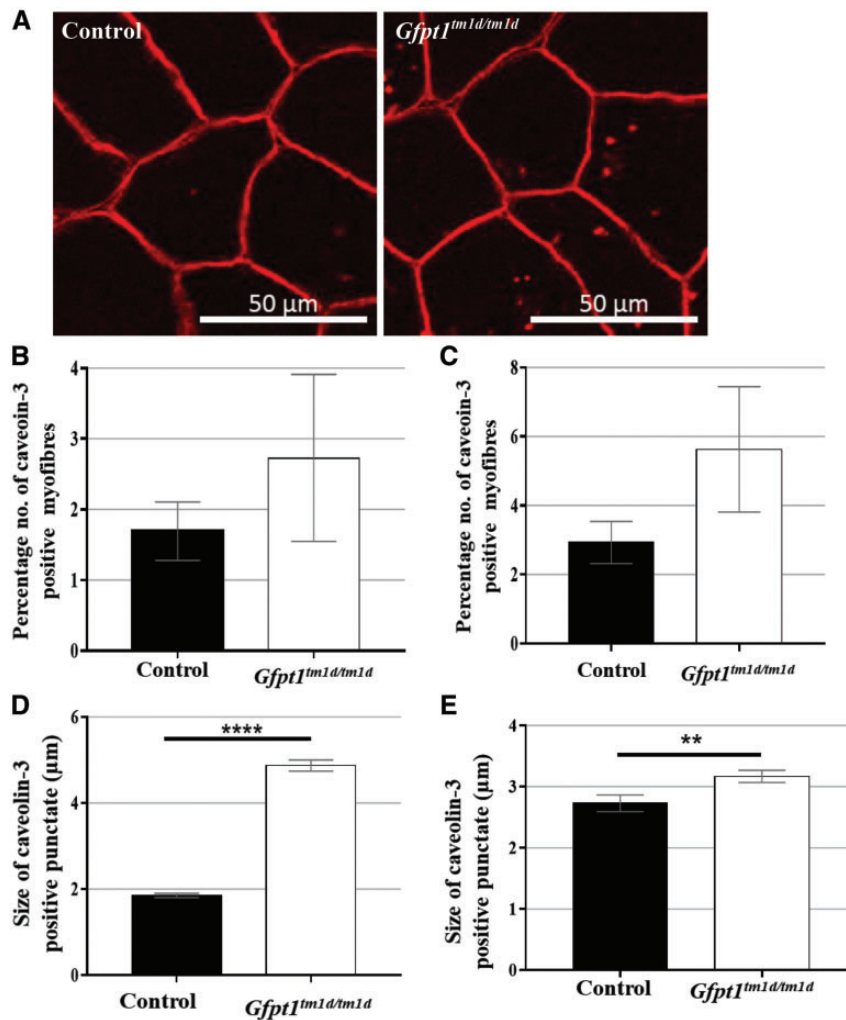 A
Control
Gfpt1tm1d/tm1d
50 µm
50 µm
B
Percentage no. of caveoin-3
positive myofibres
4
3
2
1
0
Control
Gfpt1tm1d/tm1d
C
Percentage no. of caveolin-3
positive myofibres
8
6
4
2
0
Control
Gfpt1tm1d/tm1d
D
Size of caveolin-3
positive punctate (µm)
6
4
2
0
****
Control
Gfpt1tm1d/tm1d
E
Size of caveolin-3
positive punctate (µm)
4
3
2
1
0
**
Control
Gfpt1tm1d/tm1d